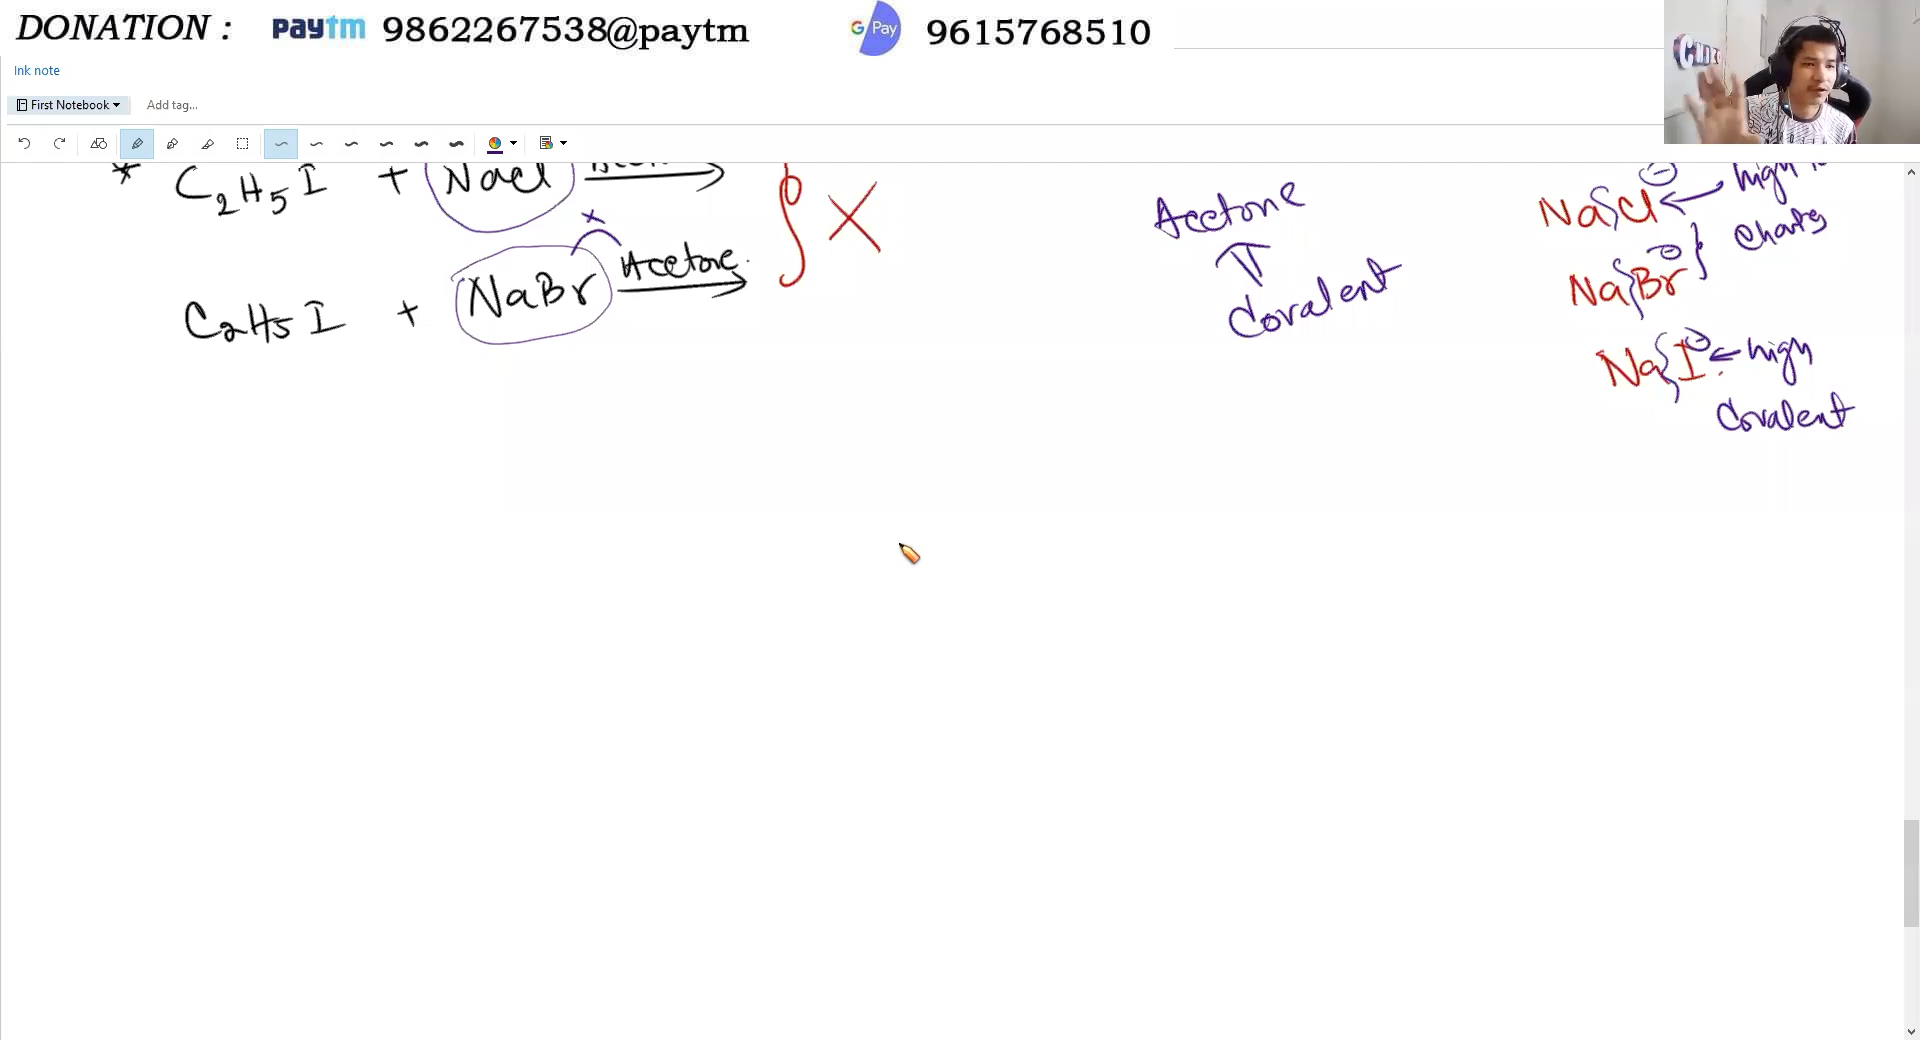 DONATION : Paytm 9862267538@paytm G Pay 9615768510
Ink note
First Notebook Add tag...
* C2H5I + NaCl
C2H5I + NaBr Acetone
x
X
Acetone
Covalent
NaCl ⊖ ← high
NaBr ⊖
NaI ⊖ ← high
Covalent